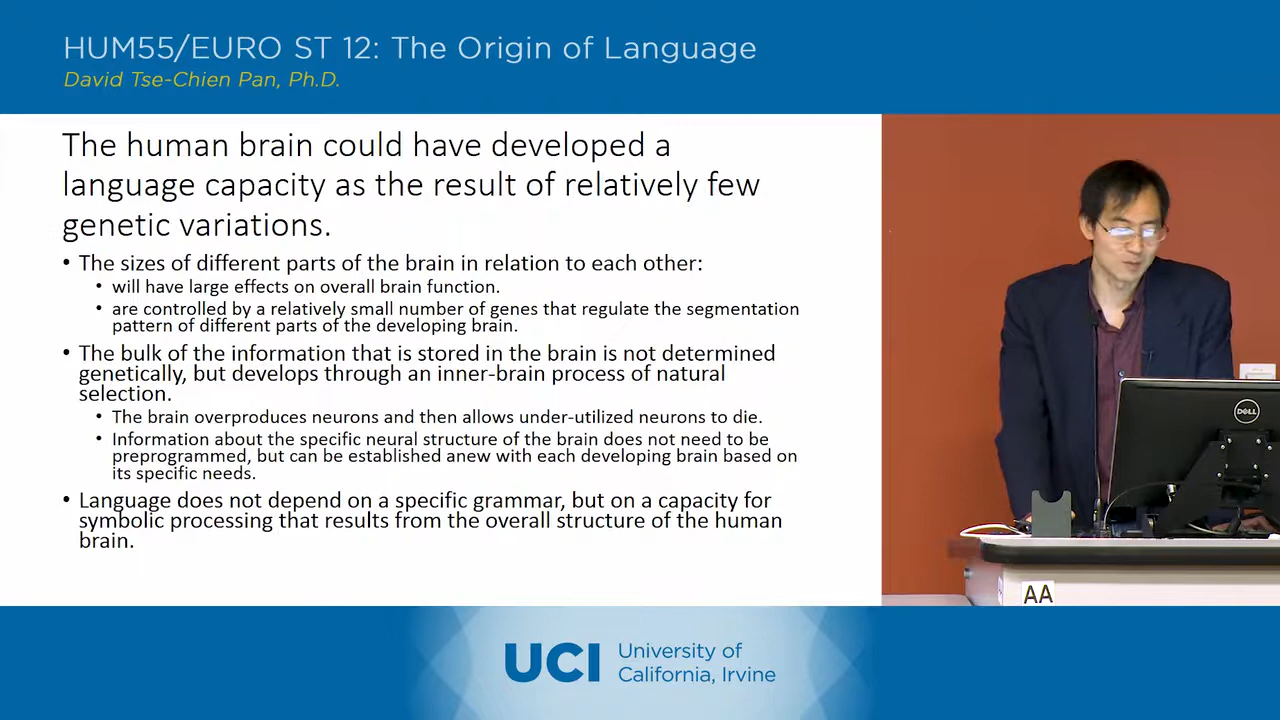 HUM55/EURO ST 12: The Origin of Language
David Tse-Chien Pan, Ph.D.
The human brain could have developed a
language capacity as the result of relatively few
genetic variations.
• The sizes of different parts of the brain in relation to each other:
• will have large effects on overall brain function.
• are controlled by a relatively small number of genes that regulate the segmentation
pattern of different parts of the developing brain.
• The bulk of the information that is stored in the brain is not determined
genetically, but develops through an inner-brain process of natural
selection.
• The brain overproduces neurons and then allows under-utilized neurons to die.
• Information about the specific neural structure of the brain does not need to be
preprogrammed, but can be established anew with each developing brain based on
its specific needs.
• Language does not depend on a specific grammar, but on a capacity for
symbolic processing that results from the overall structure of the human
brain.
DELL
AA
UCI
University of
California, Irvine